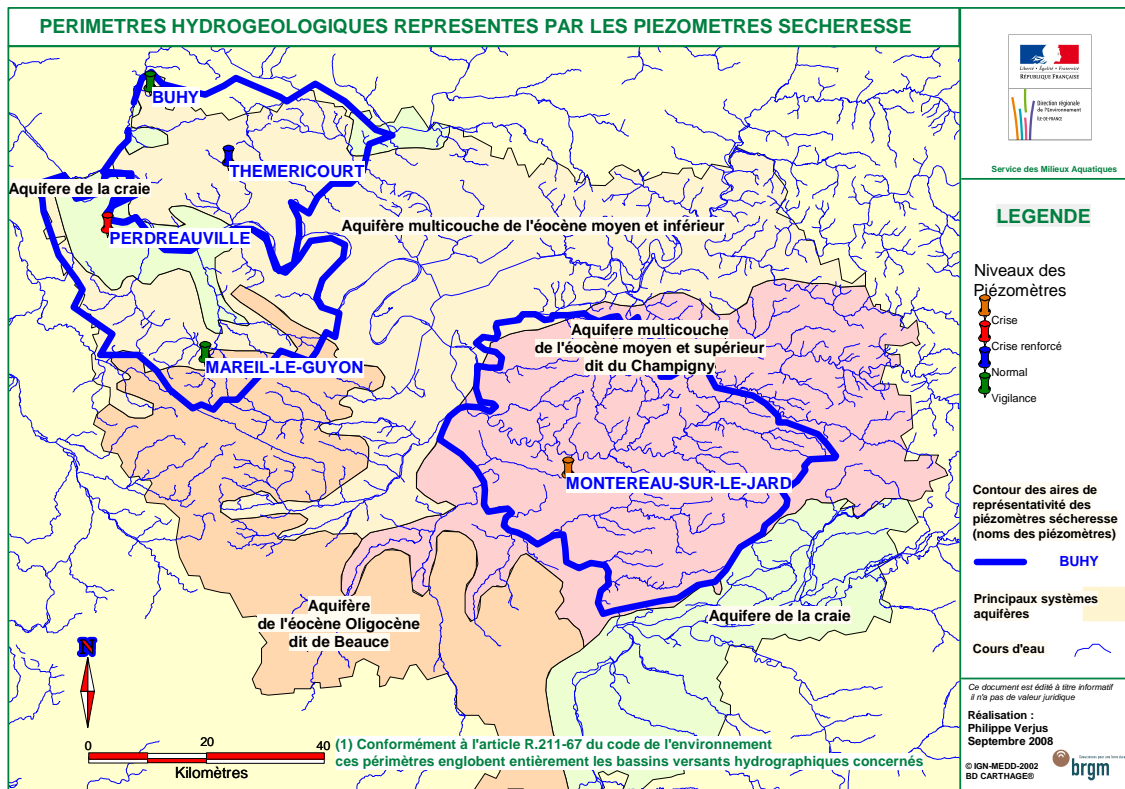 PERIMETRES HYDROGEOLOGIQUES REPRESENTES PAR LES PIEZOMETRES SECHERESSE
BUHY
THEMERICOURT
Aquifere de la craie
PERDREAUVILLE
Aquifère multicouche de l'éocène moyen et inférieur
MAREIL-LE-GUYON
Aquifere multicouche
de l'éocène moyen et supérieur
dit du Champigny
MONTEREAU-SUR-LE-JARD
Aquifère
de l'éocène Oligocène
dit de Beauce
Aquifere de la craie
N
0 20 40
Kilomètres
(1) Conformément à l'article R.211-67 du code de l'environnement
ces périmètres englobent entièrement les bassins versants hydrographiques concernés
Liberté • Égalité • Fraternité
RÉPUBLIQUE FRANÇAISE
Direction régionale
de l'Environnement
ÎLE-DE-FRANCE
Service des Milieux Aquatiques
LEGENDE
Niveaux des
Piézomètres
Crise
Crise renforcé
Normal
Vigilance
Contour des aires de
représentativité des
piézomètres sécheresse
(noms des piézomètres)
BUHY
Principaux systèmes
aquifères
Cours d'eau
Ce document est édité à titre informatif
il n'a pas de valeur juridique
Réalisation :
Philippe Verjus
Septembre 2008
© IGN-MEDD-2002
BD CARTHAGE®
brgm